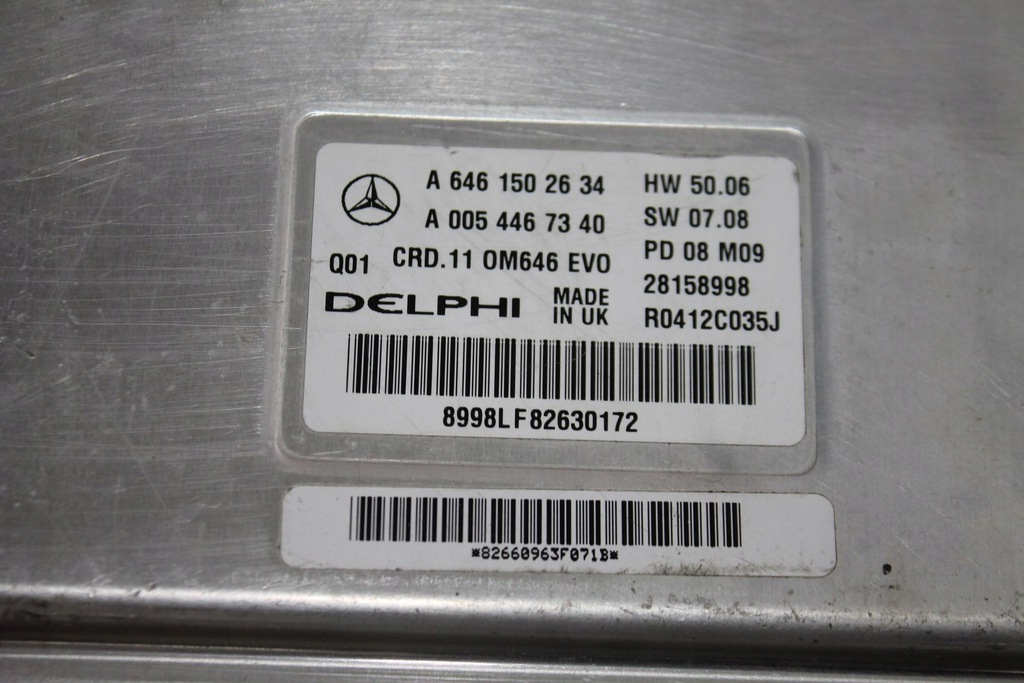 A 646 150 26 34 HW 50.06
A 005 446 73 40 SW 07.08
Q01 CRD.11 OM646 EVO PD 08 M09
28158998
DELPHI MADE IN UK R0412C035J
8998LF82630172
*82660963F071B*